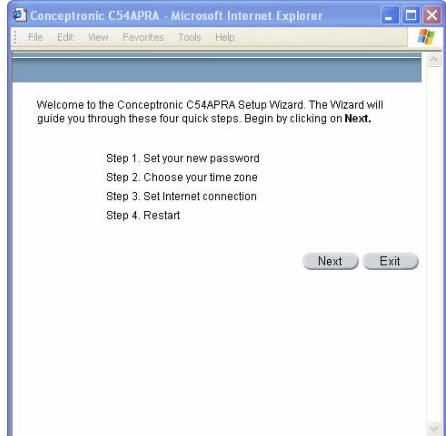 Conceptronic C54APRA - Microsoft Internet Explorer
File Edit View Favorites Tools Help
Welcome to the Conceptronic C54APRA Setup Wizard. The Wizard will
guide you through these four quick steps. Begin by clicking on Next.
Step 1. Set your new password
Step 2. Choose your time zone
Step 3. Set Internet connection
Step 4. Restart
Next Exit